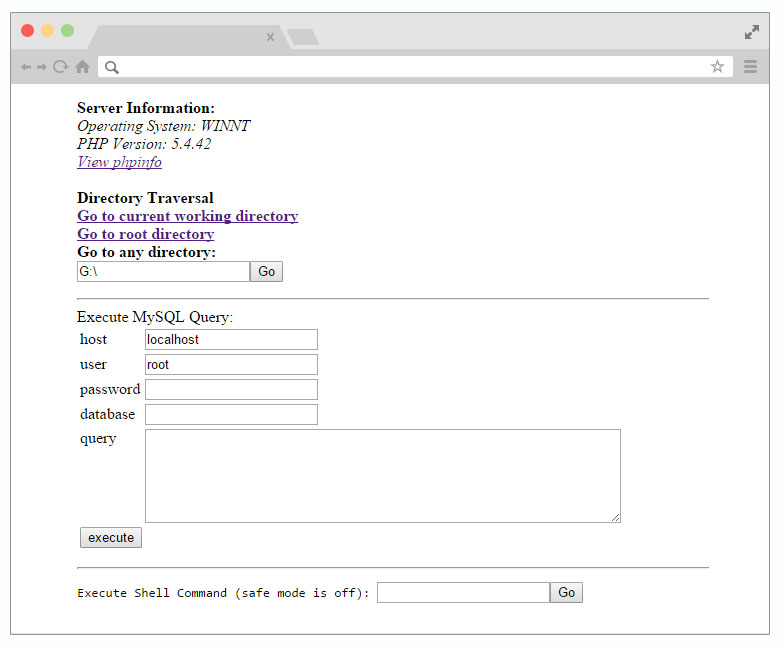 Server Information:
Operating System: WINNT
PHP Version: 5.4.42
View phpinfo
Directory Traversal
Go to current working directory
Go to root directory
Go to any directory:
G:\ Go
Execute MySQL Query:
host localhost
user root
password
database
query
execute
Execute Shell Command (safe mode is off): Go